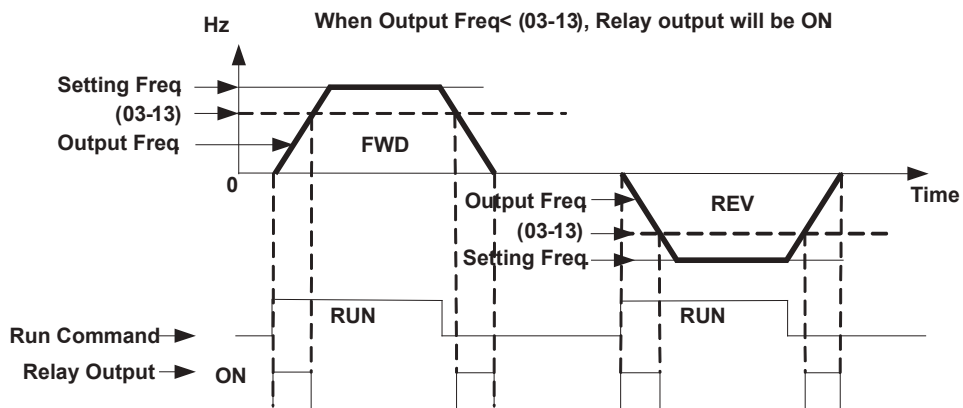 When Output Freq< (03-13), Relay output will be ON
Hz
Setting Freq
(03-13)
Output Freq
FWD
0
Time
Output Freq
REV
(03-13)
Setting Freq
RUN
RUN
Run Command
Relay Output
ON